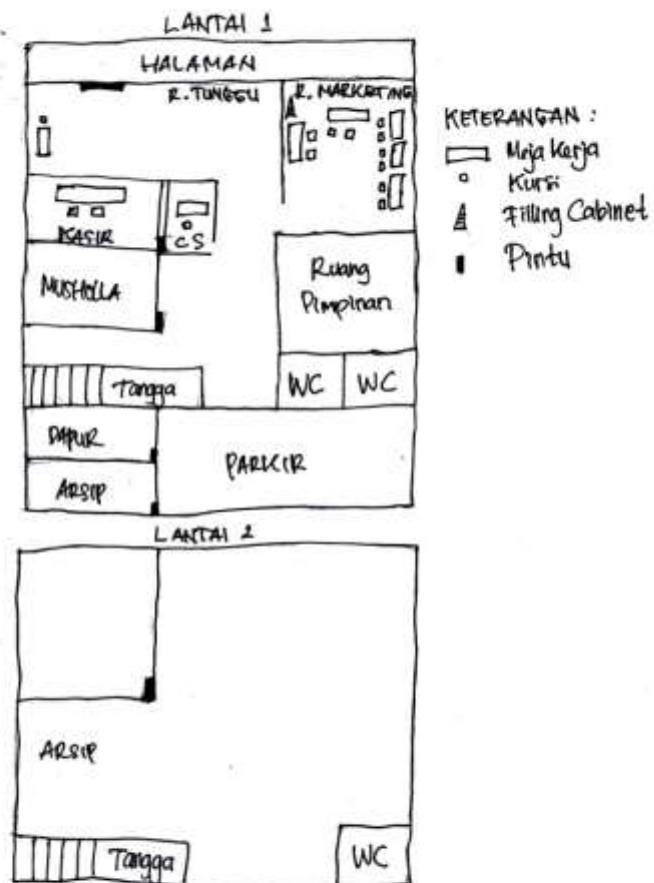 LANTAI 1
HALAMAN
R. TUNGGU
R. MARKETING
KASIR
CS
MUSHOLLA
Ruang
Pimpinan
Tangga
WC
WC
DAPUR
ARSIP
PARKIR
KETERANGAN :
Meja Kerja
Kursi
Filling Cabinet
Pintu
LANTAI 2
ARSIP
Tangga
WC